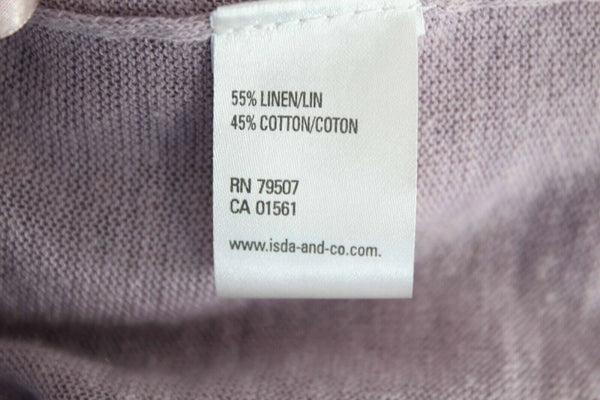 55% LINEN/LIN
45% COTTON/COTON
RN 79507
CA 01561
www.isda-and-co.com.